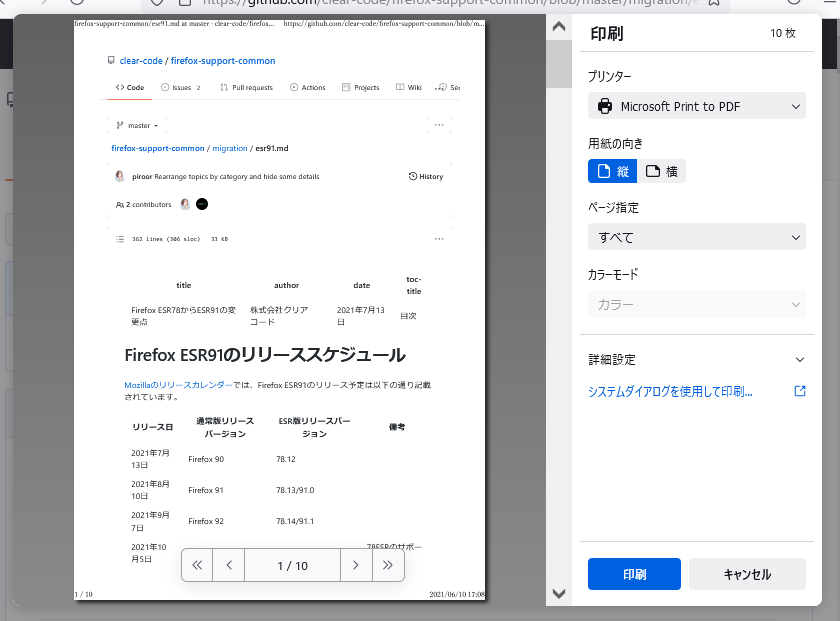 https://github.com/clear-code/firefox-support-common/blob/master/migration/e
firefox-support-common/esr91.md at master · clear-code/firefox... https://github.com/clear-code/firefox-support-common/blob/m...
clear-code / firefox-support-common
Code Issues 2 Pull requests Actions Projects Wiki Sec
master
firefox-support-common / migration / esr91.md
piroor Rearrange topics by category and hide some details History
2 contributors
362 lines (306 sloc) 33 KB
title author date toc-title
Firefox ESR78からESR91の変更点 株式会社クリアコード 2021年7月13日 目次
Firefox ESR91のリリーススケジュール
Mozillaのリリースカレンダーでは、Firefox ESR91のリリース予定は以下の通り記載
されています。
リリース日 通常版リリースバージョン ESR版リリースバージョン 備考
2021年7月13日 Firefox 90 78.12
2021年8月10日 Firefox 91 78.13/91.0
2021年9月7日 Firefox 92 78.14/91.1
2021年10月5日 78ESRのサポー
1 / 10
1 / 10 2021/06/10 17:08
印刷 10 枚
プリンター
Microsoft Print to PDF
用紙の向き
縦 横
ページ指定
すべて
カラーモード
カラー
詳細設定
システムダイアログを使用して印刷...
印刷 キャンセル